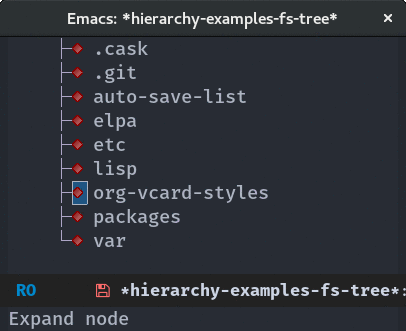 Emacs: *hierarchy-examples-fs-tree*
.cask
.git
auto-save-list
elpa
etc
lisp
org-vcard-styles
packages
var
RO *hierarchy-examples-fs-tree*:
Expand node